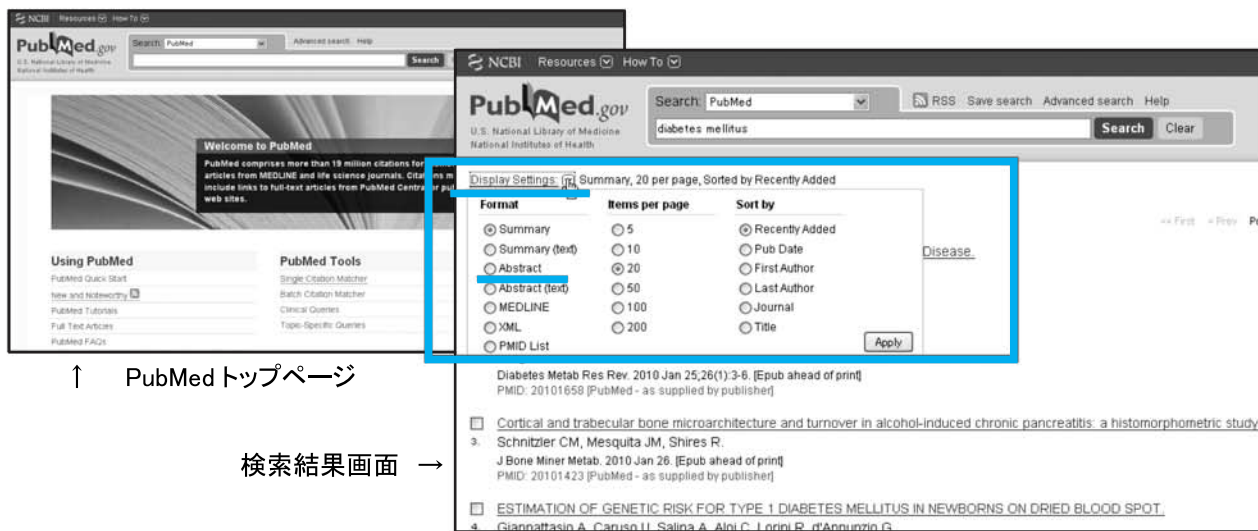 NCBI Resources How To
PubMed.gov
U.S. National Library of Medicine
National Institutes of Health
Search: PubMed
Advanced search Help
Search
Welcome to PubMed
PubMed comprises more than 19 million citations for
articles from MEDLINE and life science journals. Citations m
include links to full-text articles from PubMed Central or pu
web sites.
Using PubMed
PubMed Quick Start
New and Noteworthy
PubMed Tutorials
Full Text Articles
PubMed FAQs
PubMed Tools
Single Citation Matcher
Batch Citation Matcher
Clinical Queries
Topic-Specific Queries
↑ PubMed トップページ
検索結果画面 →
NCBI Resources How To
PubMed.gov
U.S. National Library of Medicine
National Institutes of Health
Search: PubMed
RSS Save search Advanced search Help
diabetes mellitus
Search Clear
Display Settings: Summary, 20 per page, Sorted by Recently Added
Format Items per page Sort by
Summary 5 Recently Added
Summary (text) 10 Pub Date
Abstract 20 First Author
Abstract (text) 50 Last Author
MEDLINE 100 Journal
XML 200 Title
PMID List
Apply
<< First < Prev
Disease.
Diabetes Metab Res Rev. 2010 Jan 25;26(1):3-6. [Epub ahead of print]
PMID: 20101658 [PubMed - as supplied by publisher]
Cortical and trabecular bone microarchitecture and turnover in alcohol-induced chronic pancreatitis: a histomorphometric study
3. Schnitzler CM, Mesquita JM, Shires R.
J Bone Miner Metab. 2010 Jan 26. [Epub ahead of print]
PMID: 20101423 [PubMed - as supplied by publisher]
ESTIMATION OF GENETIC RISK FOR TYPE 1 DIABETES MELLITUS IN NEWBORNS ON DRIED BLOOD SPOT.
4. Giannattasio A, Caruso U, Salina A, Aloi C, Lorini R, d'Annunzio G.